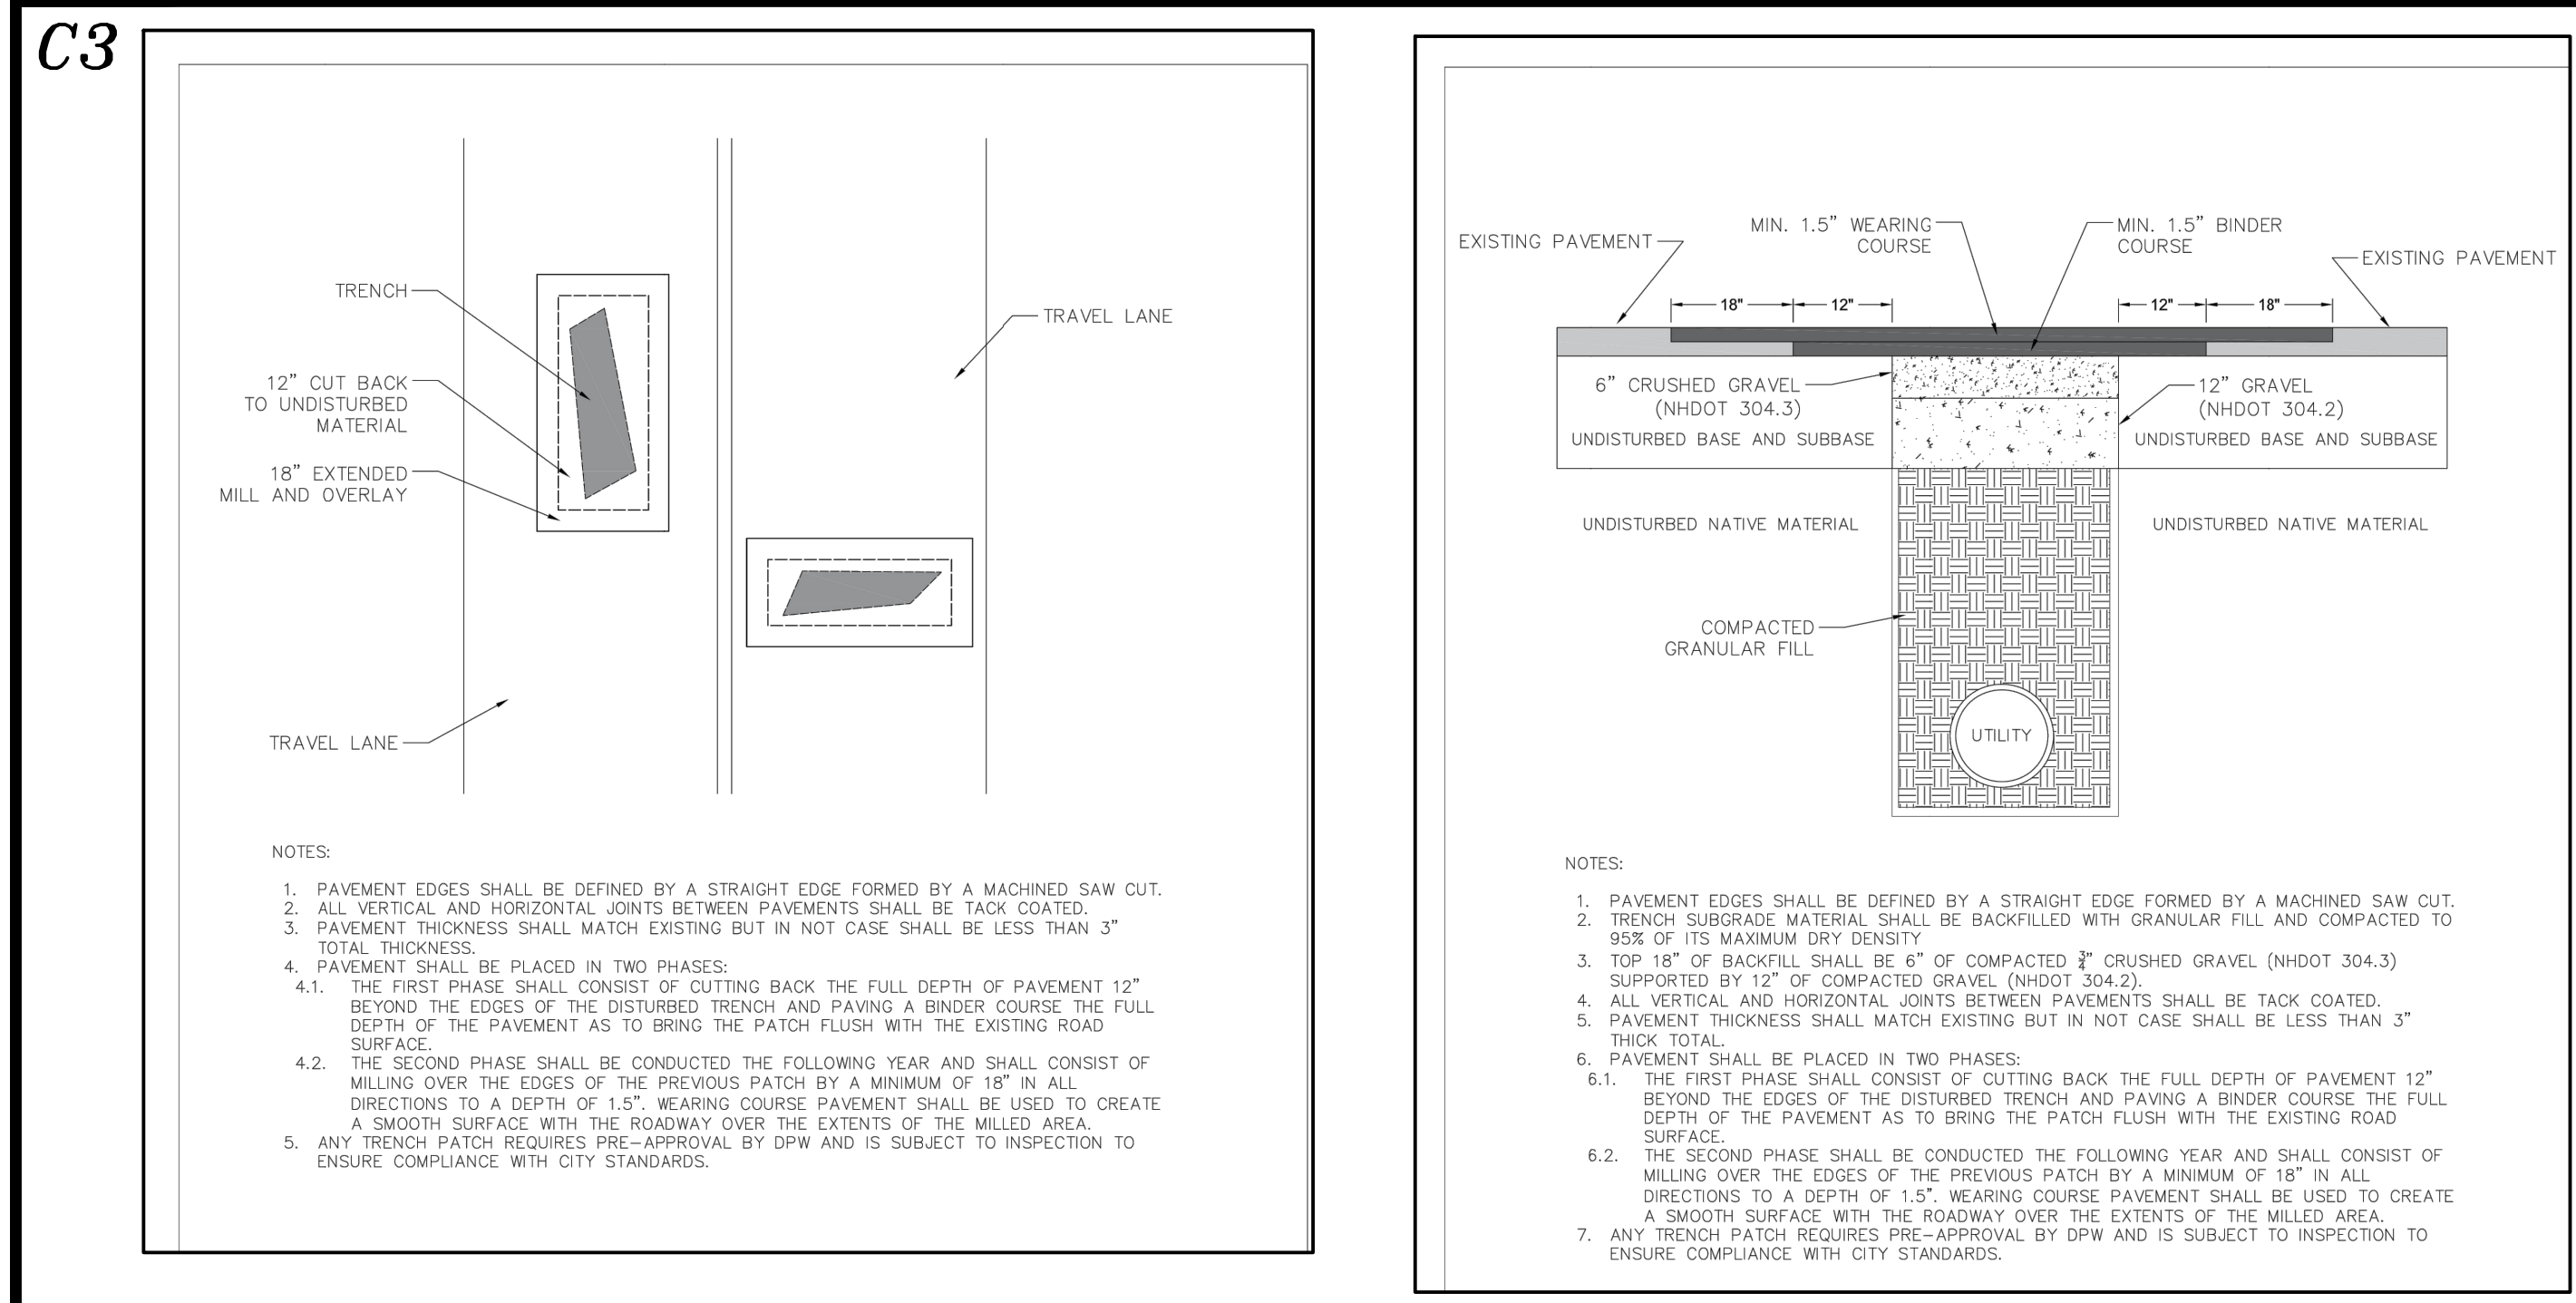 C3
TRENCH
12” CUT BACK
TO UNDISTURBED
MATERIAL
18” EXTENDED
MILL AND OVERLAY
TRAVEL LANE
TRAVEL LANE
NOTES:
1. PAVEMENT EDGES SHALL BE DEFINED BY A STRAIGHT EDGE FORMED BY A MACHINED SAW CUT.
2. ALL VERTICAL AND HORIZONTAL JOINTS BETWEEN PAVEMENTS SHALL BE TACK COATED.
3. PAVEMENT THICKNESS SHALL MATCH EXISTING BUT IN NOT CASE SHALL BE LESS THAN 3”
TOTAL THICKNESS.
4. PAVEMENT SHALL BE PLACED IN TWO PHASES:
4.1. THE FIRST PHASE SHALL CONSIST OF CUTTING BACK THE FULL DEPTH OF PAVEMENT 12”
BEYOND THE EDGES OF THE DISTURBED TRENCH AND PAVING A BINDER COURSE THE FULL
DEPTH OF THE PAVEMENT AS TO BRING THE PATCH FLUSH WITH THE EXISTING ROAD
SURFACE.
4.2. THE SECOND PHASE SHALL BE CONDUCTED THE FOLLOWING YEAR AND SHALL CONSIST OF
MILLING OVER THE EDGES OF THE PREVIOUS PATCH BY A MINIMUM OF 18” IN ALL
DIRECTIONS TO A DEPTH OF 1.5”. WEARING COURSE PAVEMENT SHALL BE USED TO CREATE
A SMOOTH SURFACE WITH THE ROADWAY OVER THE EXTENTS OF THE MILLED AREA.
5. ANY TRENCH PATCH REQUIRES PRE-APPROVAL BY DPW AND IS SUBJECT TO INSPECTION TO
ENSURE COMPLIANCE WITH CITY STANDARDS.
EXISTING PAVEMENT
MIN. 1.5” WEARING
COURSE
MIN. 1.5” BINDER
COURSE
EXISTING PAVEMENT
18" 12" 12" 18"
6” CRUSHED GRAVEL
(NHDOT 304.3)
UNDISTURBED BASE AND SUBBASE
12” GRAVEL
(NHDOT 304.2)
UNDISTURBED BASE AND SUBBASE
UNDISTURBED NATIVE MATERIAL
UNDISTURBED NATIVE MATERIAL
COMPACTED
GRANULAR FILL
UTILITY
NOTES:
1. PAVEMENT EDGES SHALL BE DEFINED BY A STRAIGHT EDGE FORMED BY A MACHINED SAW CUT.
2. TRENCH SUBGRADE MATERIAL SHALL BE BACKFILLED WITH GRANULAR FILL AND COMPACTED TO
95% OF ITS MAXIMUM DRY DENSITY
3. TOP 18” OF BACKFILL SHALL BE 6” OF COMPACTED ¾” CRUSHED GRAVEL (NHDOT 304.3)
SUPPORTED BY 12” OF COMPACTED GRAVEL (NHDOT 304.2).
4. ALL VERTICAL AND HORIZONTAL JOINTS BETWEEN PAVEMENTS SHALL BE TACK COATED.
5. PAVEMENT THICKNESS SHALL MATCH EXISTING BUT IN NOT CASE SHALL BE LESS THAN 3”
THICK TOTAL.
6. PAVEMENT SHALL BE PLACED IN TWO PHASES:
6.1. THE FIRST PHASE SHALL CONSIST OF CUTTING BACK THE FULL DEPTH OF PAVEMENT 12”
BEYOND THE EDGES OF THE DISTURBED TRENCH AND PAVING A BINDER COURSE THE FULL
DEPTH OF THE PAVEMENT AS TO BRING THE PATCH FLUSH WITH THE EXISTING ROAD
SURFACE.
6.2. THE SECOND PHASE SHALL BE CONDUCTED THE FOLLOWING YEAR AND SHALL CONSIST OF
MILLING OVER THE EDGES OF THE PREVIOUS PATCH BY A MINIMUM OF 18” IN ALL
DIRECTIONS TO A DEPTH OF 1.5”. WEARING COURSE PAVEMENT SHALL BE USED TO CREATE
A SMOOTH SURFACE WITH THE ROADWAY OVER THE EXTENTS OF THE MILLED AREA.
7. ANY TRENCH PATCH REQUIRES PRE-APPROVAL BY DPW AND IS SUBJECT TO INSPECTION TO
ENSURE COMPLIANCE WITH CITY STANDARDS.